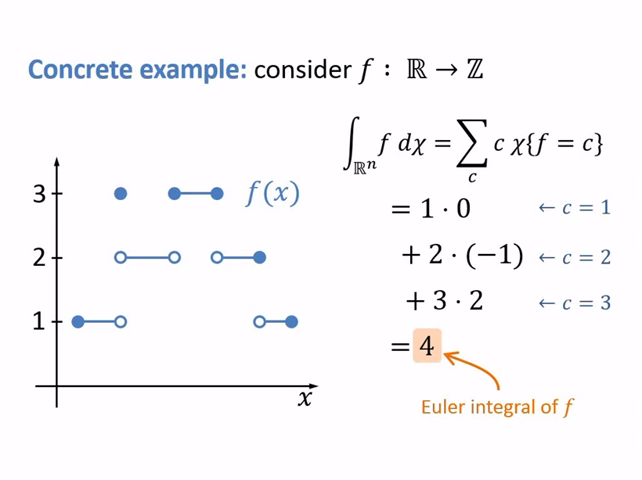 Concrete example: consider f : ℝ → ℤ
∫_{ℝⁿ} f dχ = ∑_c c χ{f = c}
= 1 · 0 ← c = 1
+ 2 · (−1) ← c = 2
+ 3 · 2 ← c = 3
= 4
Euler integral of f
3
f(x)
2
1
x